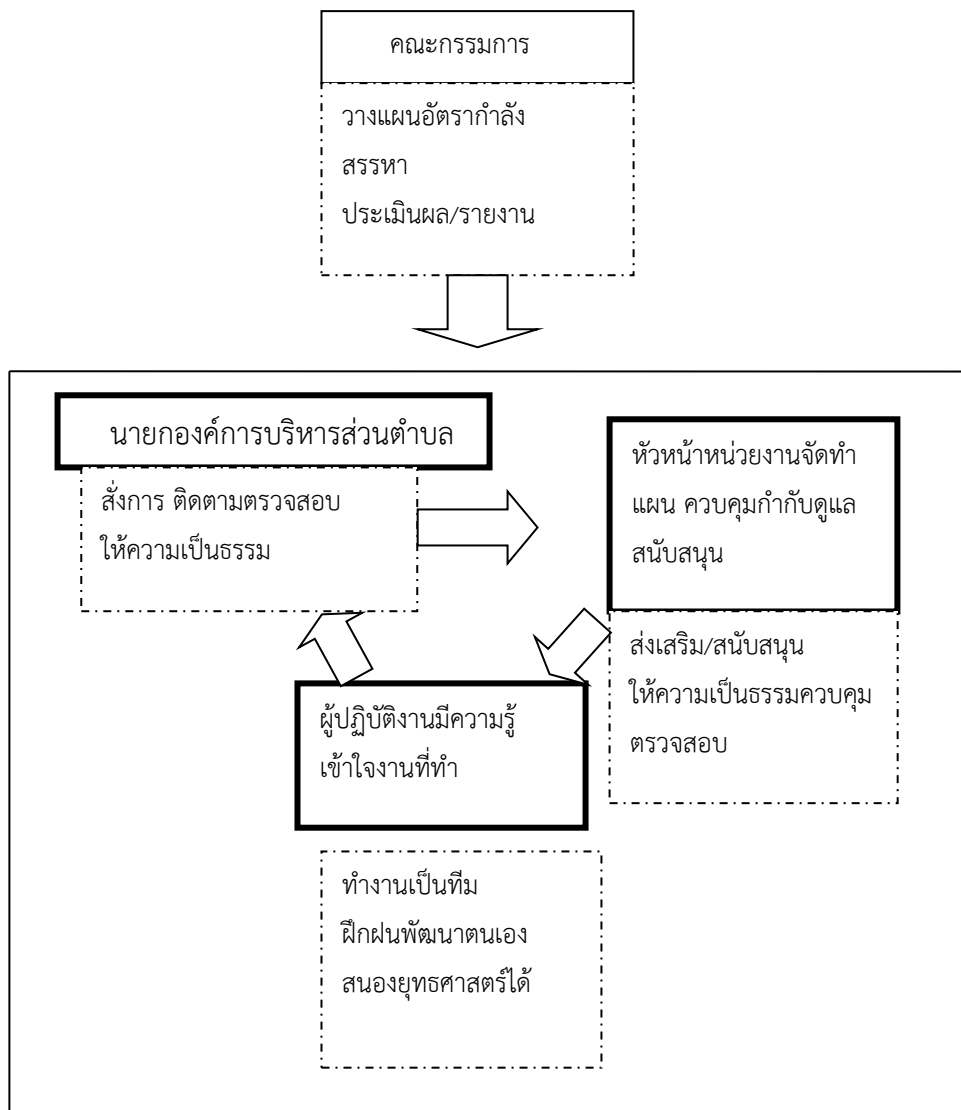 คณะกรรมการ
วางแผนอัตรากำลัง
สรรหา
ประเมินผล/รายงาน
นายกองค์การบริหารส่วนตำบล
สั่งการ ติดตามตรวจสอบ
ให้ความเป็นธรรม
หัวหน้าหน่วยงานจัดทำ
แผน ควบคุมกำกับดูแล
สนับสนุน
ส่งเสริม/สนับสนุน
ให้ความเป็นธรรมควบคุม
ตรวจสอบ
ผู้ปฏิบัติงานมีความรู้
เข้าใจงานที่ทำ
ทำงานเป็นทีม
ฝึกฝนพัฒนาตนเอง
สนองยุทธศาสตร์ได้